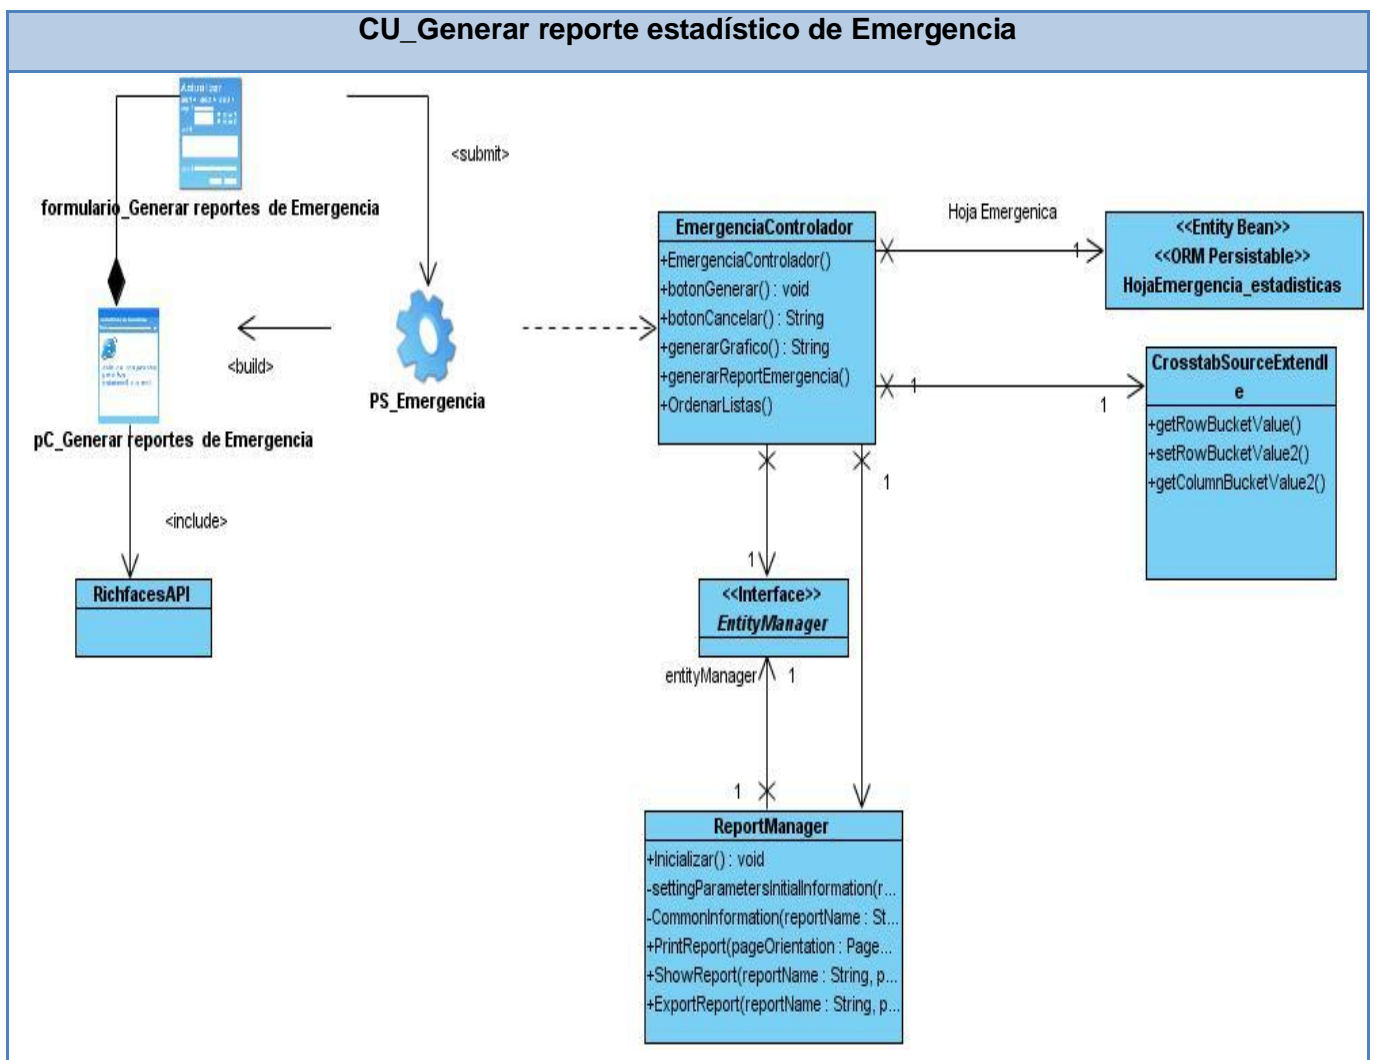 CU_Generar reporte estadístico de Emergencia
Actualizar
<submit>
formulario_Generar reportes de Emergencia
<build>
PS_Emergencia
pC_Generar reportes de Emergencia
<include>
RichfacesAPI
EmergenciaControlador
+EmergenciaControlador()
+botonGenerar() : void
+botonCancelar() : String
+generarGrafico() : String
+generarReportEmergencia()
+OrdenarListas()
Hoja Emergenica
1
<<Entity Bean>>
<<ORM Persistable>>
HojaEmergencia_estadisticas
1
1
CrosstabSourceExtendl
e
+getRowBucketValue()
+setRowBucketValue2()
+getColumnBucketValue2()
1
1
<<Interface>>
EntityManager
entityManager
1
1
ReportManager
+Inicializar() : void
-settingParametersInitialInformation(r...
-CommonInformation(reportName : St...
+PrintReport(pageOrientation : Page...
+ShowReport(reportName : String, p...
+ExportReport(reportName : String, p...